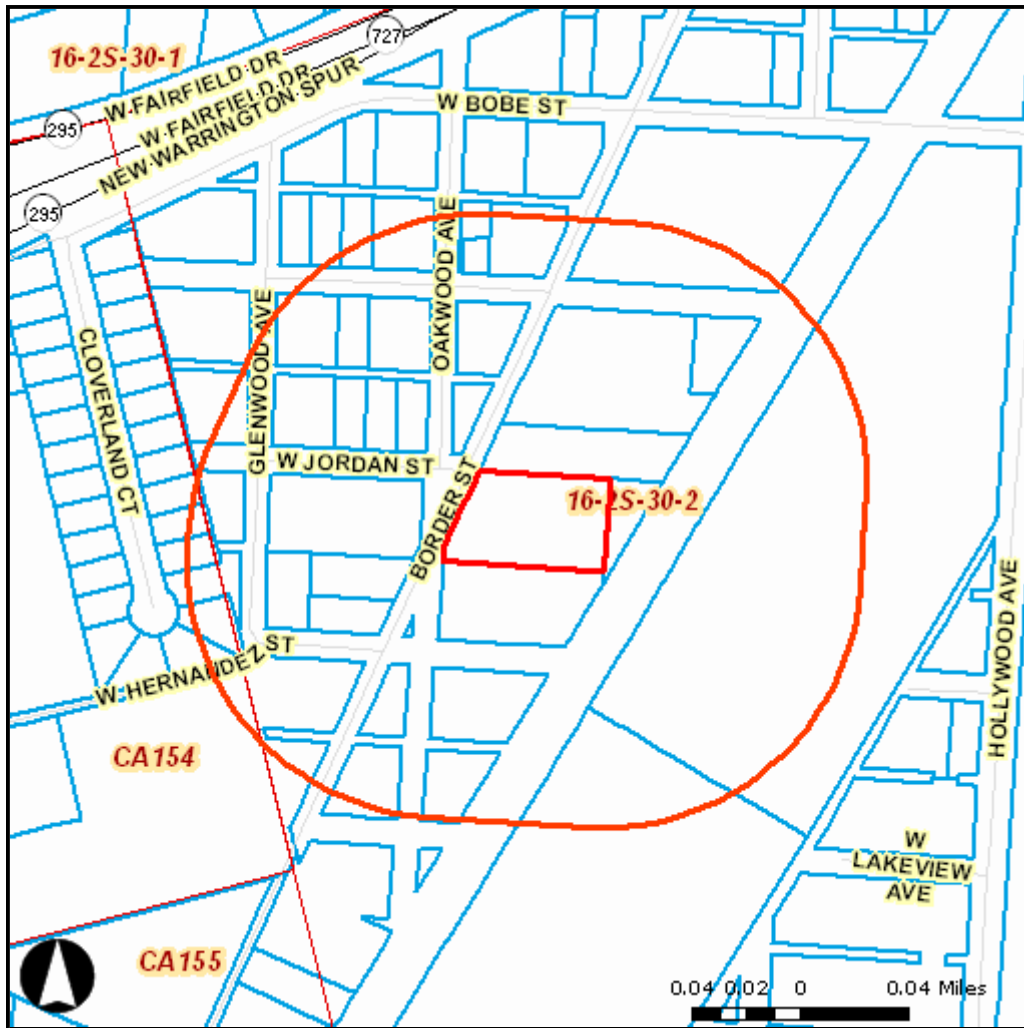 16-2S-30-1
727
W FAIRFIELD DR
W FAIRFIELD DR
NEW WARRINGTON SPUR
295
295
W BOBE ST
OAKWOOD AVE
GLENWOOD AVE
CLOVERLAND CT
W JORDAN ST
BORDER ST
16-2S-30-2
W HERNANDEZ ST
HOLLYWOOD AVE
CA154
W
LAKEVIEW
AVE
CA155
0.04 0.02 0 0.04 Miles